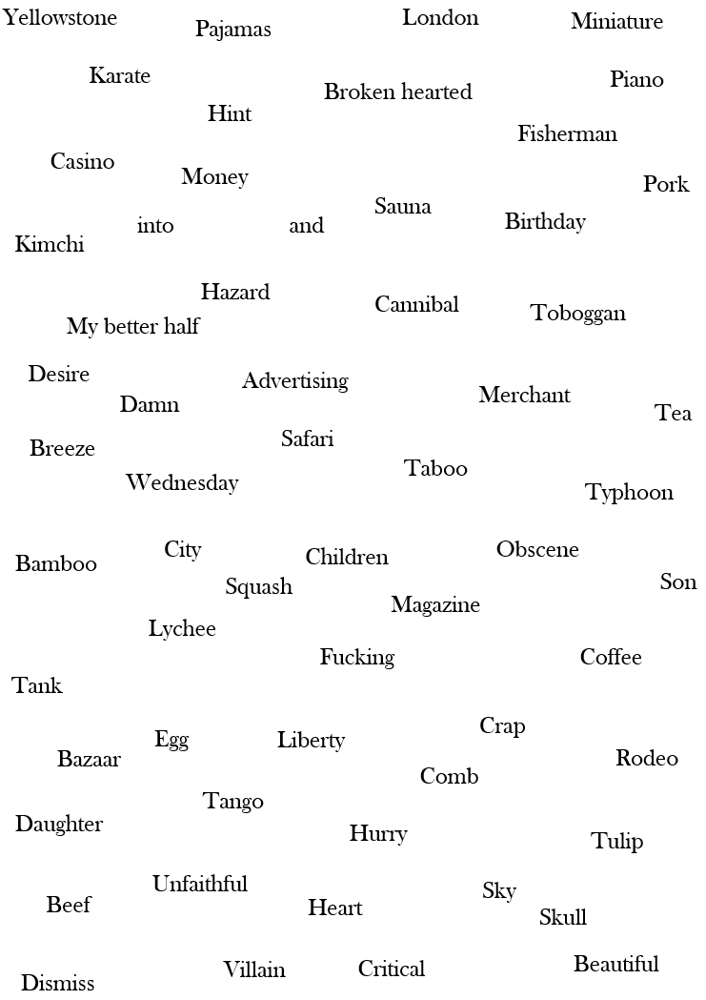 Yellowstone
Pajamas
London
Miniature
Karate
Broken hearted
Piano
Hint
Fisherman
Casino
Money
Pork
Sauna
Birthday
into
and
Kimchi
Hazard
Cannibal
Toboggan
My better half
Desire
Advertising
Damn
Merchant
Tea
Breeze
Safari
Taboo
Wednesday
Typhoon
City
Bamboo
Children
Obscene
Squash
Son
Magazine
Lychee
Fucking
Coffee
Tank
Crap
Egg
Liberty
Bazaar
Rodeo
Comb
Tango
Daughter
Hurry
Tulip
Unfaithful
Sky
Beef
Heart
Skull
Beautiful
Villain
Critical
Dismiss